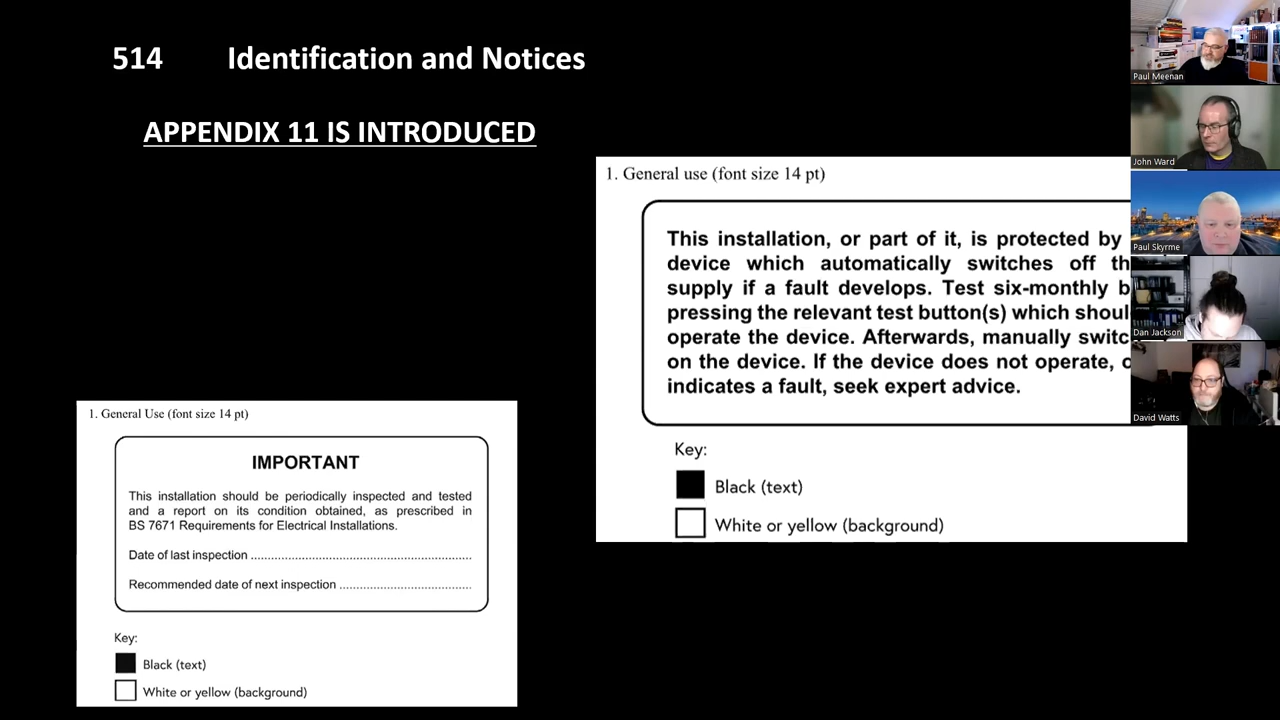 514 Identification and Notices
APPENDIX 11 IS INTRODUCED
1. General use (font size 14 pt)
This installation, or part of it, is protected by
device which automatically switches off th
supply if a fault develops. Test six-monthly b
pressing the relevant test button(s) which shoul
operate the device. Afterwards, manually switc
on the device. If the device does not operate, o
indicates a fault, seek expert advice.
Key:
Black (text)
White or yellow (background)
1. General Use (font size 14 pt)
IMPORTANT
This installation should be periodically inspected and tested
and a report on its condition obtained, as prescribed in
BS 7671 Requirements for Electrical Installations.
Date of last inspection ................................................................
Recommended date of next inspection ......................................
Key:
Black (text)
White or yellow (background)
Paul Meenan
John Ward
Paul Skyrme
Dan Jackson
David Watts